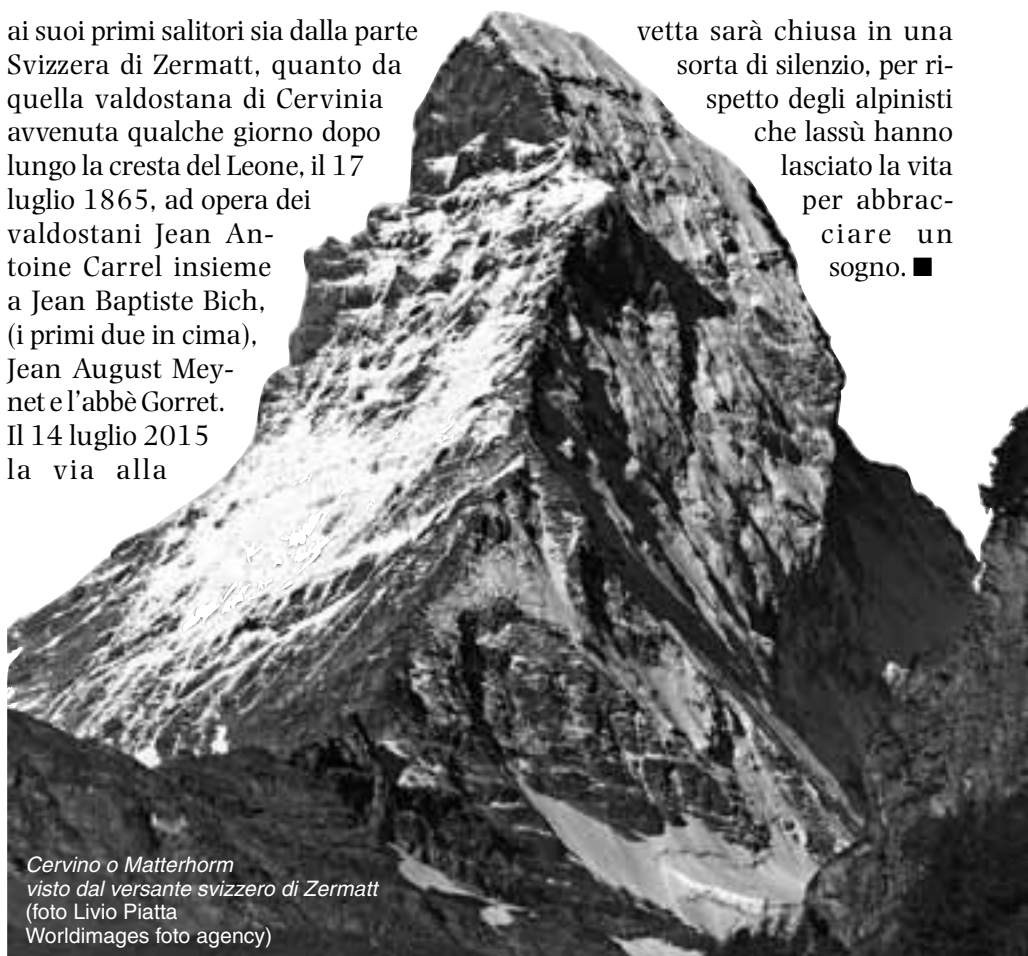 ai suoi primi salitori sia dalla parte
Svizzera di Zermatt, quanto da
quella valdostana di Cervinia
avvenuta qualche giorno dopo
lungo la cresta del Leone, il 17
luglio 1865, ad opera dei
valdostani Jean An-
toine Carrel insieme
a Jean Baptiste Bich,
(i primi due in cima),
Jean August Mey-
net e l'abbè Gorret.
Il 14 luglio 2015
la via alla
vetta sarà chiusa in una
sorta di silenzio, per ri-
spetto degli alpinisti
che lassù hanno
lasciato la vita
per abbrac-
ciare un
sogno. ■
Cervino o Matterhorm
visto dal versante svizzero di Zermatt
(foto Livio Piatta
Worldimages foto agency)